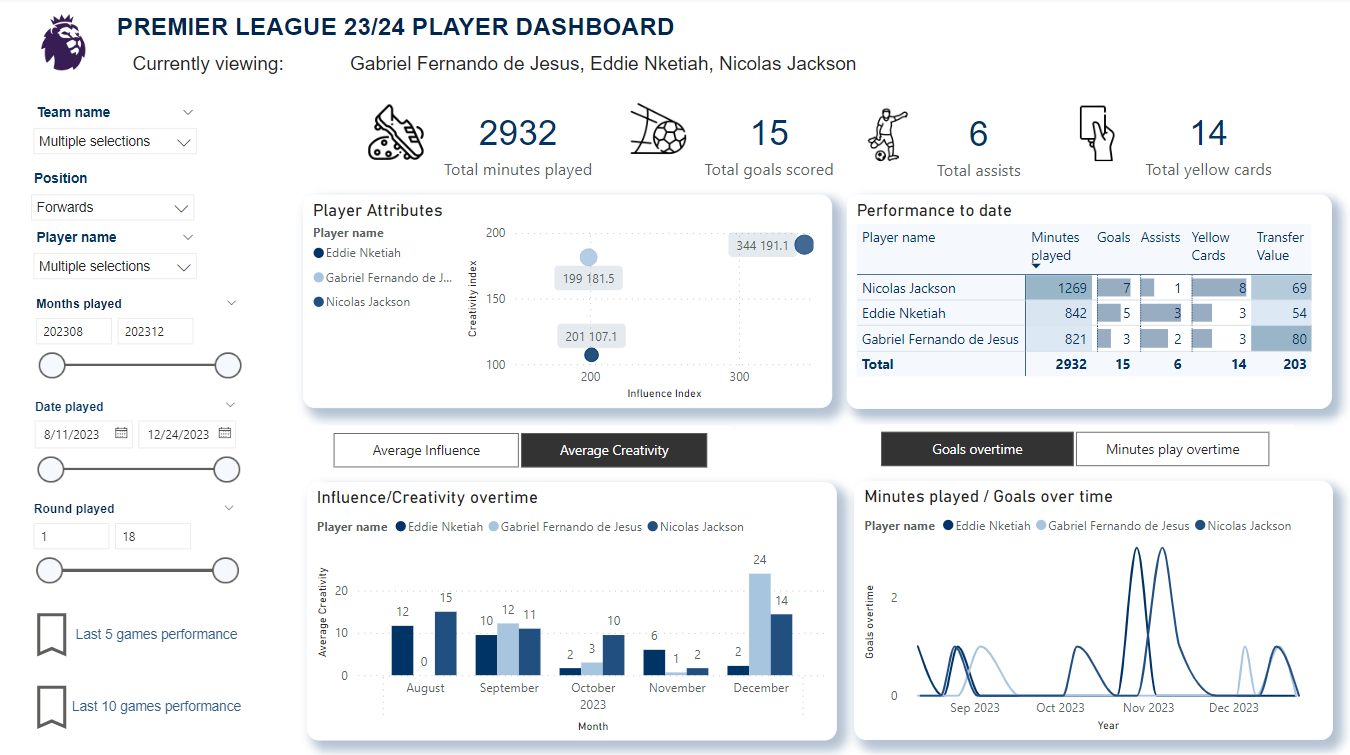 PREMIER LEAGUE 23/24 PLAYER DASHBOARD
Currently viewing: Gabriel Fernando de Jesus, Eddie Nketiah, Nicolas Jackson
Team name
Multiple selections
Position
Forwards
Player name
Multiple selections
Months played
202308 202312
Date played
8/11/2023 12/24/2023
Round played
1 18
Last 5 games performance
Last 10 games performance
2932
Total minutes played
15
Total goals scored
6
Total assists
14
Total yellow cards
Player Attributes
Player name
Eddie Nketiah
Gabriel Fernando de J...
Nicolas Jackson
Creativity index
200
150
100
344 191.1
199 181.5
201 107.1
200 300
Influence Index
Performance to date
Player name Minutes played Goals Assists Yellow Cards Transfer Value
Nicolas Jackson 1269 7 1 8 69
Eddie Nketiah 842 5 3 3 54
Gabriel Fernando de Jesus 821 3 2 3 80
Total 2932 15 6 14 203
Average Influence Average Creativity
Goals overtime Minutes play overtime
Influence/Creativity overtime
Player name Eddie Nketiah Gabriel Fernando de Jesus Nicolas Jackson
Average Creativity
20
10
0
12 0 15
10 12 11
2 3 10
6 1 2
2 24 14
August September October November December
2023
Month
Minutes played / Goals over time
Player name Eddie Nketiah Gabriel Fernando de Jesus Nicolas Jackson
Goals overtime
2
0
Sep 2023 Oct 2023 Nov 2023 Dec 2023
Year